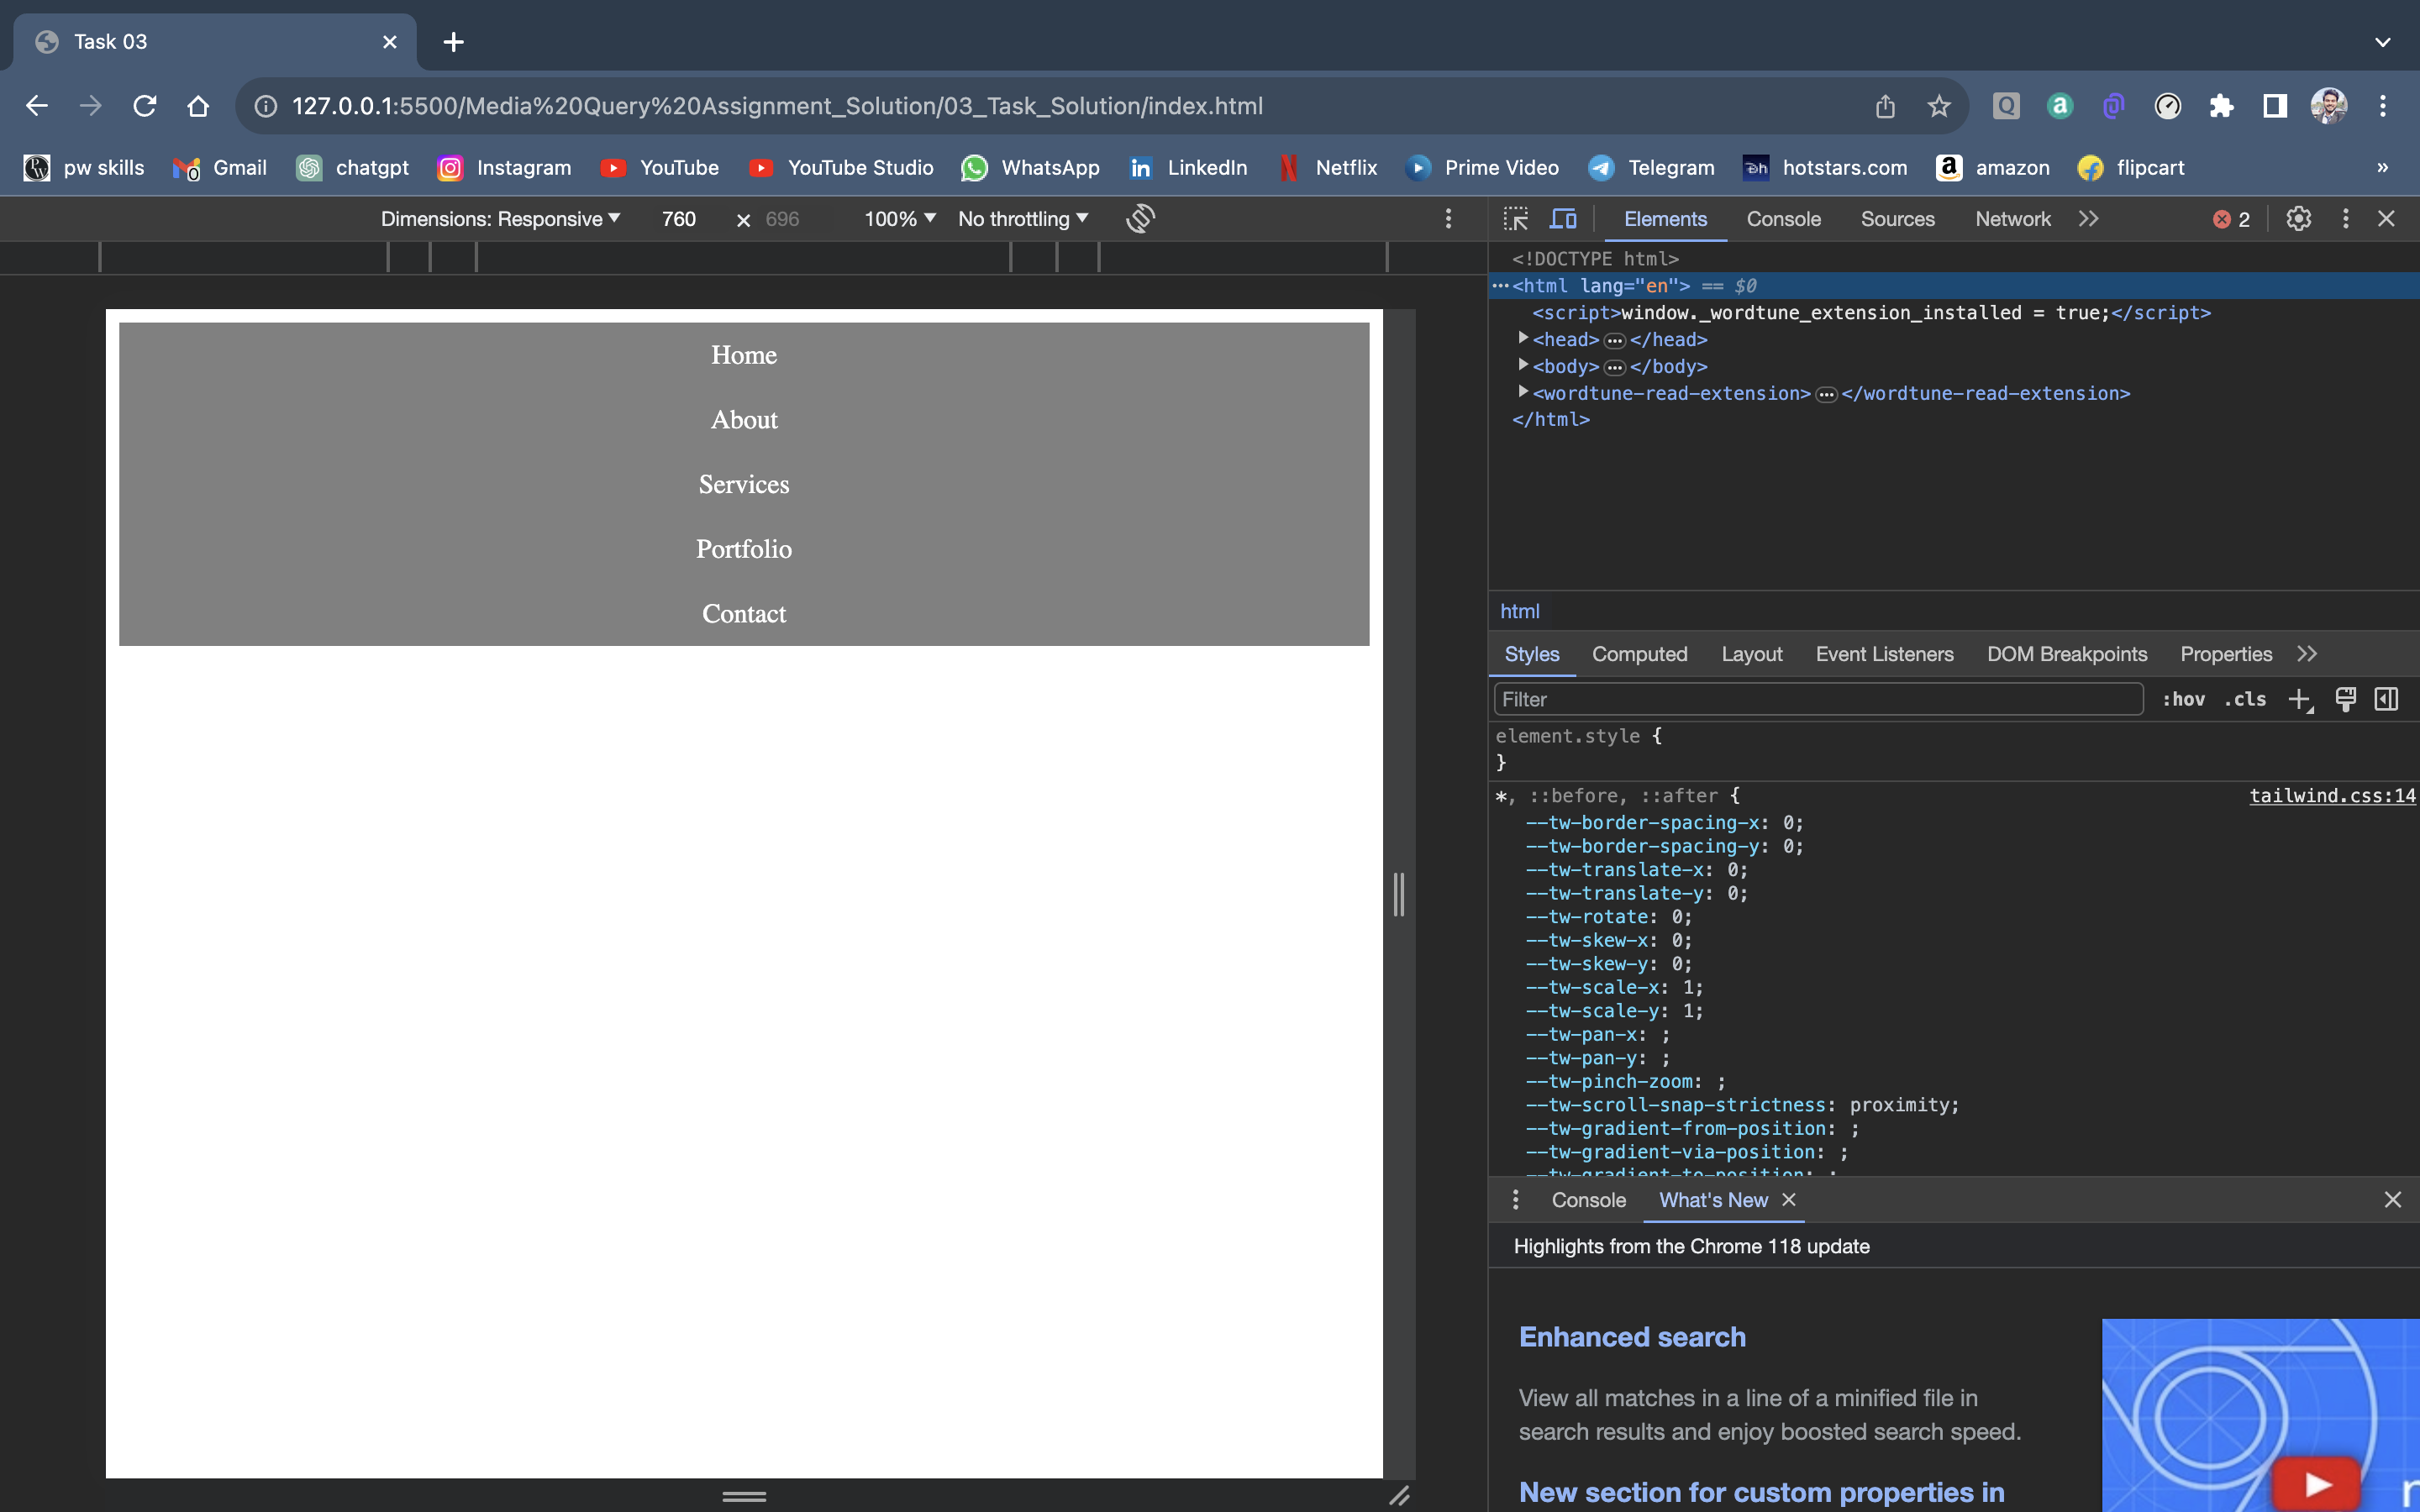 Task 03
127.0.0.1:5500/Media%20Query%20Assignment_Solution/03_Task_Solution/index.html
pw skills Gmail chatgpt Instagram YouTube YouTube Studio WhatsApp LinkedIn Netflix Prime Video Telegram hotstars.com amazon flipcart »
Dimensions: Responsive 760 × 696 100% No throttling
Home
About
Services
Portfolio
Contact
Elements Console Sources Network 2
<!DOCTYPE html>
<html lang="en"> == $0
<script>window._wordtune_extension_installed = true;</script>
<head> … </head>
<body> … </body>
<wordtune-read-extension> … </wordtune-read-extension>
</html>
html
Styles Computed Layout Event Listeners DOM Breakpoints Properties
Filter :hov .cls
element.style {
}
*, ::before, ::after { tailwind.css:14
--tw-border-spacing-x: 0;
--tw-border-spacing-y: 0;
--tw-translate-x: 0;
--tw-translate-y: 0;
--tw-rotate: 0;
--tw-skew-x: 0;
--tw-skew-y: 0;
--tw-scale-x: 1;
--tw-scale-y: 1;
--tw-pan-x: ;
--tw-pan-y: ;
--tw-pinch-zoom: ;
--tw-scroll-snap-strictness: proximity;
--tw-gradient-from-position: ;
--tw-gradient-via-position: ;
--tw-gradient-to-position: ;
Console What's New
Highlights from the Chrome 118 update
Enhanced search
View all matches in a line of a minified file in
search results and enjoy boosted search speed.
New section for custom properties in